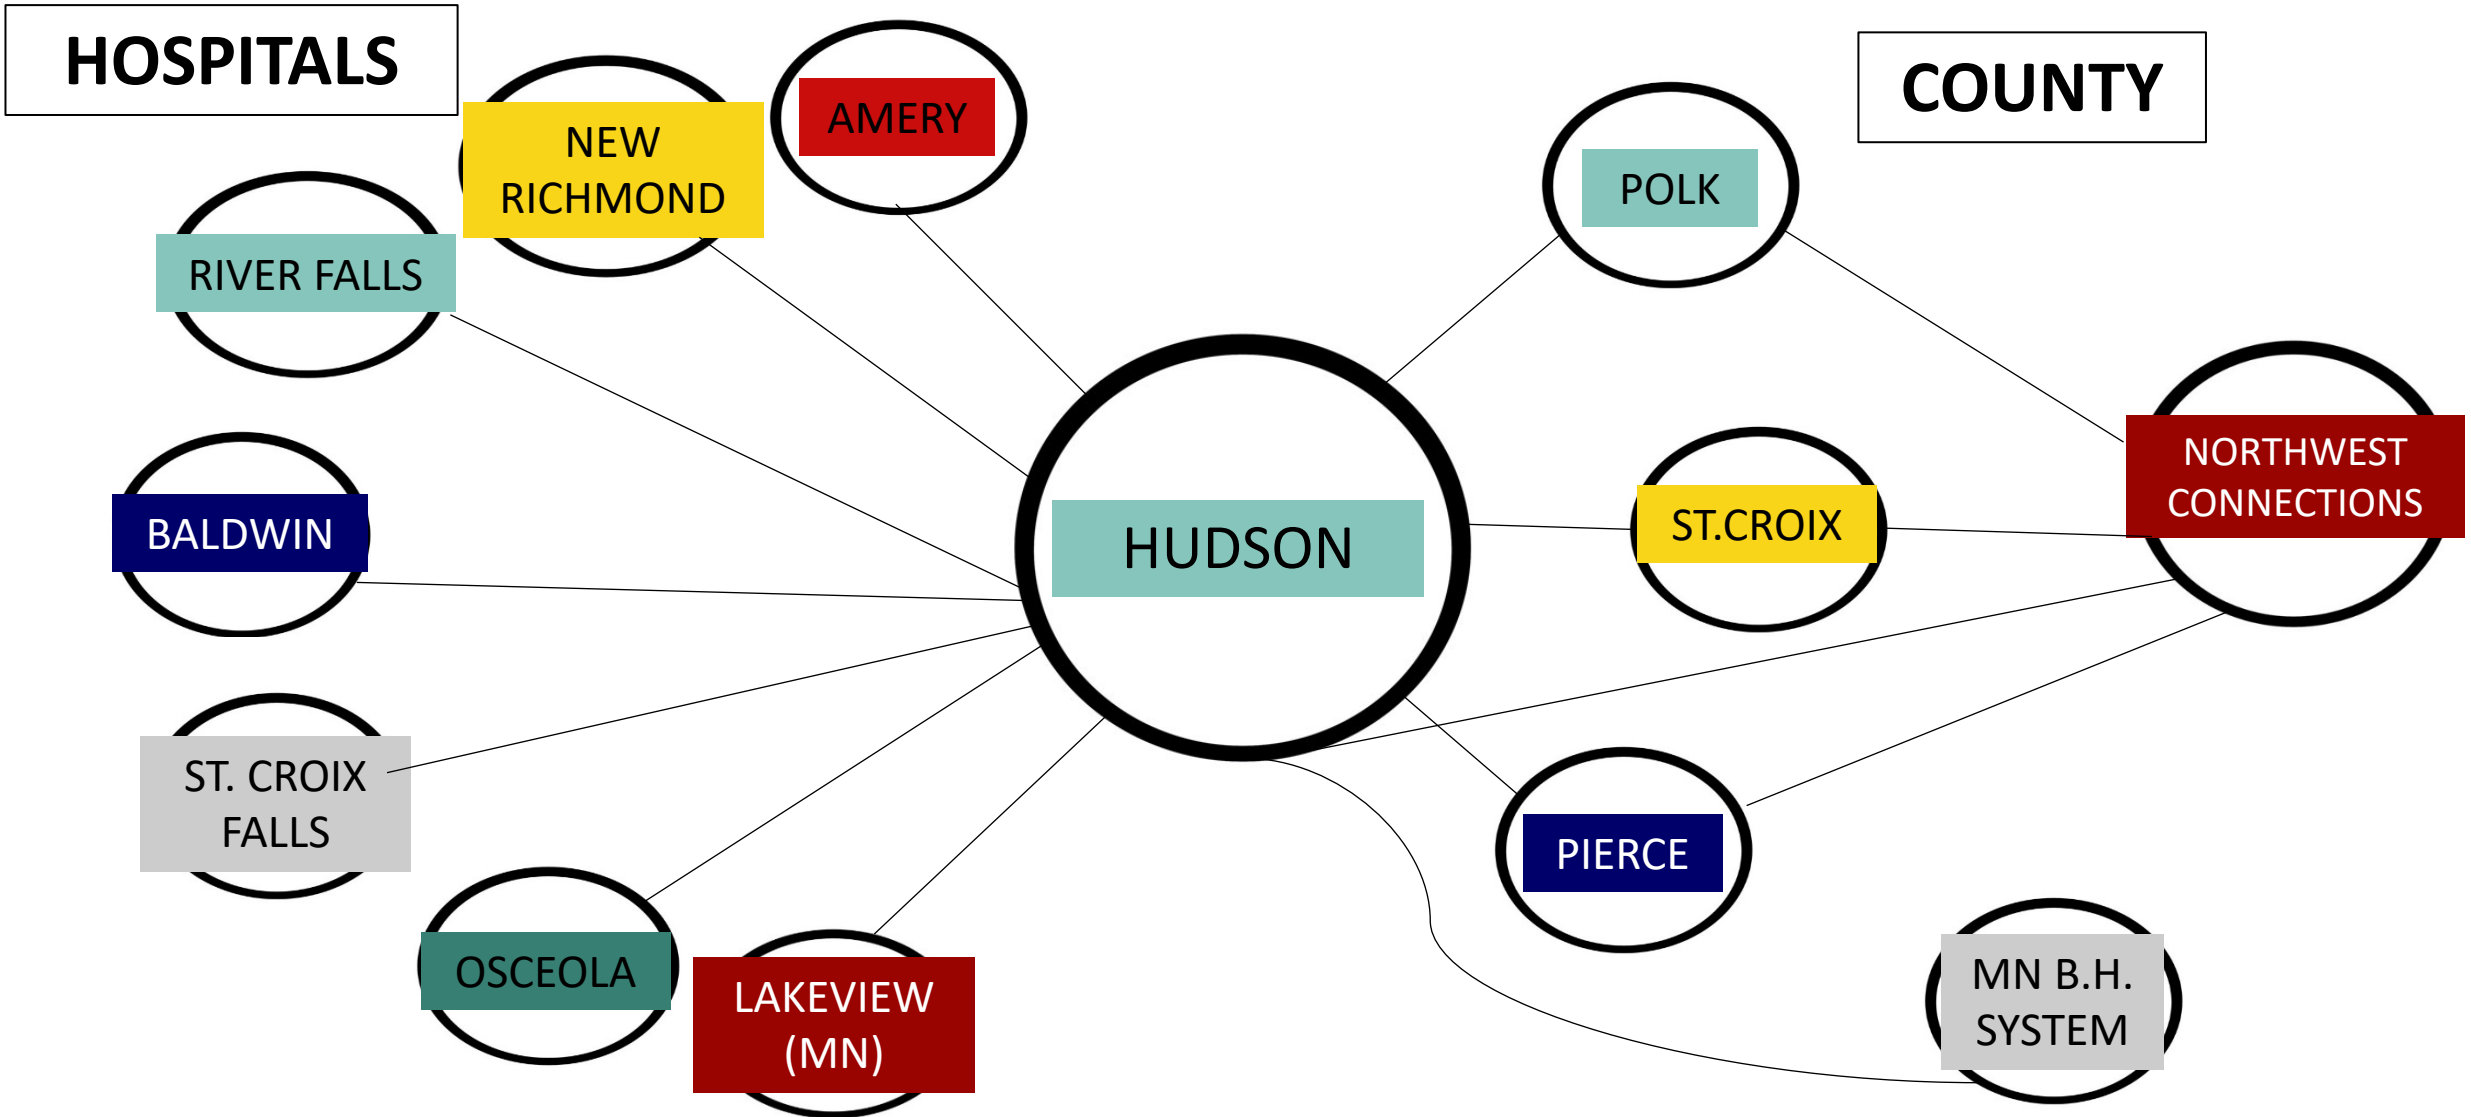 HOSPITALS
COUNTY
AMERY
NEW
RICHMOND
POLK
RIVER FALLS
NORTHWEST
CONNECTIONS
BALDWIN
HUDSON
ST.CROIX
ST. CROIX
FALLS
PIERCE
OSCEOLA
LAKEVIEW
(MN)
MN B.H.
SYSTEM